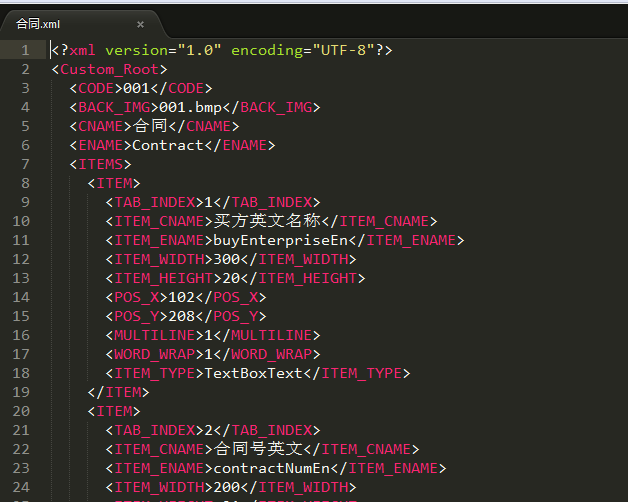 合同.xml ×
1 <?xml version="1.0" encoding="UTF-8"?>
2 <Custom_Root>
3 <CODE>001</CODE>
4 <BACK_IMG>001.bmp</BACK_IMG>
5 <CNAME>合同</CNAME>
6 <ENAME>Contract</ENAME>
7 <ITEMS>
8 <ITEM>
9 <TAB_INDEX>1</TAB_INDEX>
10 <ITEM_CNAME>买方英文名称</ITEM_CNAME>
11 <ITEM_ENAME>buyEnterpriseEn</ITEM_ENAME>
12 <ITEM_WIDTH>300</ITEM_WIDTH>
13 <ITEM_HEIGHT>20</ITEM_HEIGHT>
14 <POS_X>102</POS_X>
15 <POS_Y>208</POS_Y>
16 <MULTILINE>1</MULTILINE>
17 <WORD_WRAP>1</WORD_WRAP>
18 <ITEM_TYPE>TextBoxText</ITEM_TYPE>
19 </ITEM>
20 <ITEM>
21 <TAB_INDEX>2</TAB_INDEX>
22 <ITEM_CNAME>合同号英文</ITEM_CNAME>
23 <ITEM_ENAME>contractNumEn</ITEM_ENAME>
24 <ITEM_WIDTH>200</ITEM_WIDTH>